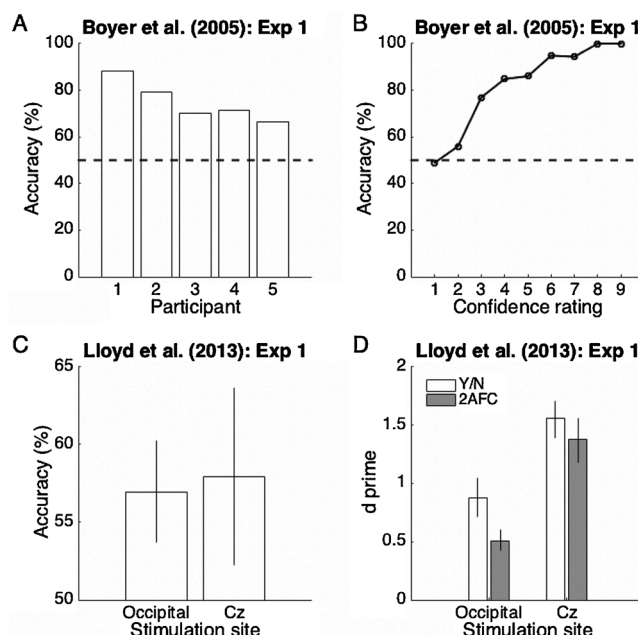 A
Boyer et al. (2005): Exp 1
100
80
60
40
20
0
Accuracy (%)
1 2 3 4 5
Participant
B
Boyer et al. (2005): Exp 1
100
80
60
40
20
0
Accuracy (%)
1 2 3 4 5 6 7 8 9
Confidence rating
C
Lloyd et al. (2013): Exp 1
65
60
55
50
Accuracy (%)
Occipital Cz
Stimulation site
D
Lloyd et al. (2013): Exp 1
2
1.5
1
0.5
0
d prime
Y/N
2AFC
Occipital Cz
Stimulation site